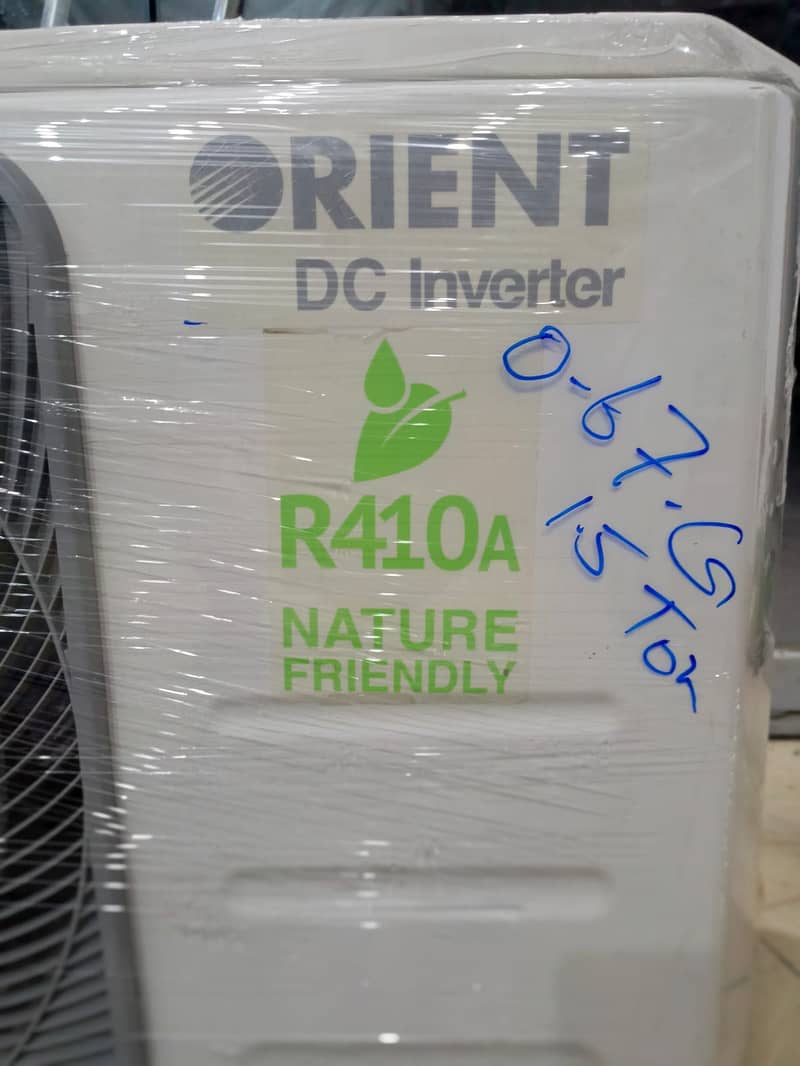 ORIENT
DC Inverter
R410A
NATURE
FRIENDLY
0-67.G
1.5 Ton